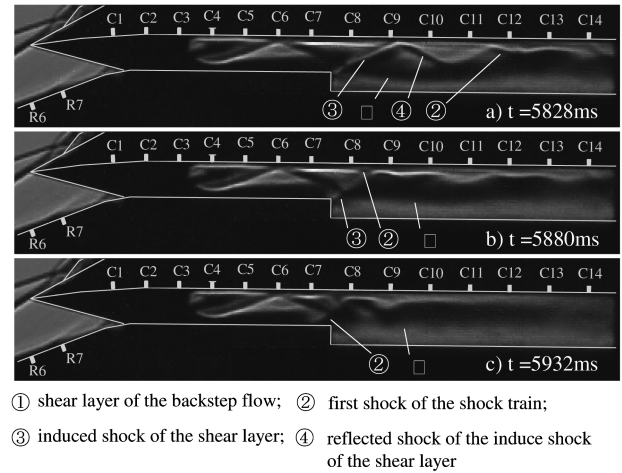 C1 C2 C3 C4 C5 C6 C7 C8 C9 C10 C11 C12 C13 C14
R6 R7
③ □ ④ ② a) t =5828ms
C1 C2 C3 C4 C5 C6 C7 C8 C9 C10 C11 C12 C13 C14
R6 R7
③ ② □ b) t =5880ms
C1 C2 C3 C4 C5 C6 C7 C8 C9 C10 C11 C12 C13 C14
R6 R7
② □ c) t =5932ms
① shear layer of the backstep flow; ② first shock of the shock train;
③ induced shock of the shear layer; ④ reflected shock of the induce shock
of the shear layer